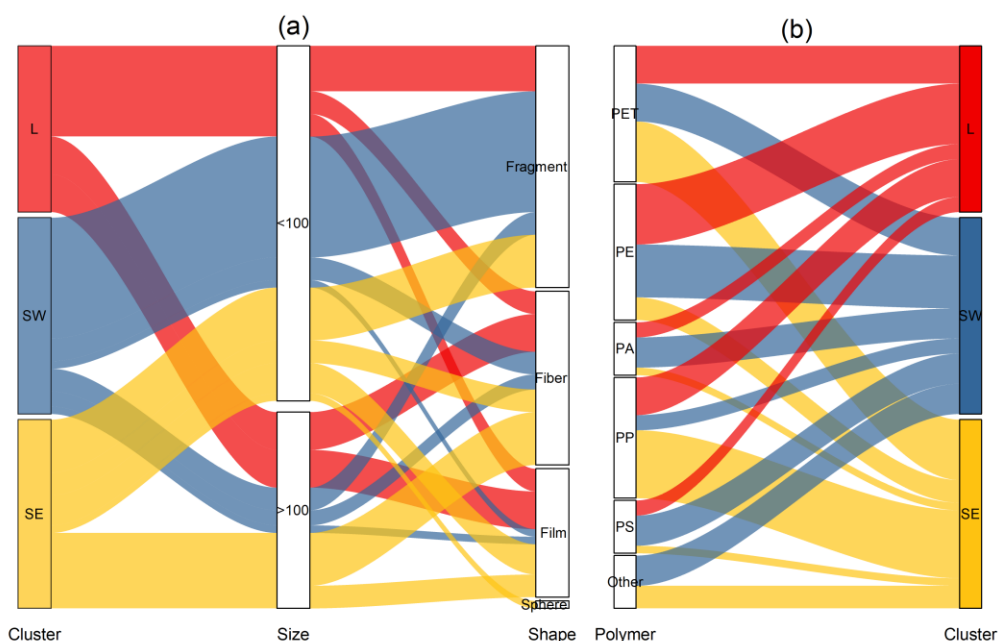 (a)
(b)
L
SW
SE
<100
>100
Fragment
Fiber
Film
Sphere
Cluster
Size
Shape
PET
PE
PA
PP
PS
Other
L
SW
SE
Polymer
Cluster